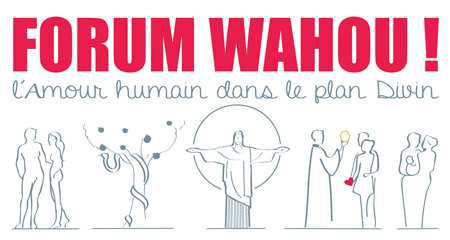 FORUM WAHOU !
l'Amour humain dans le plan Divin